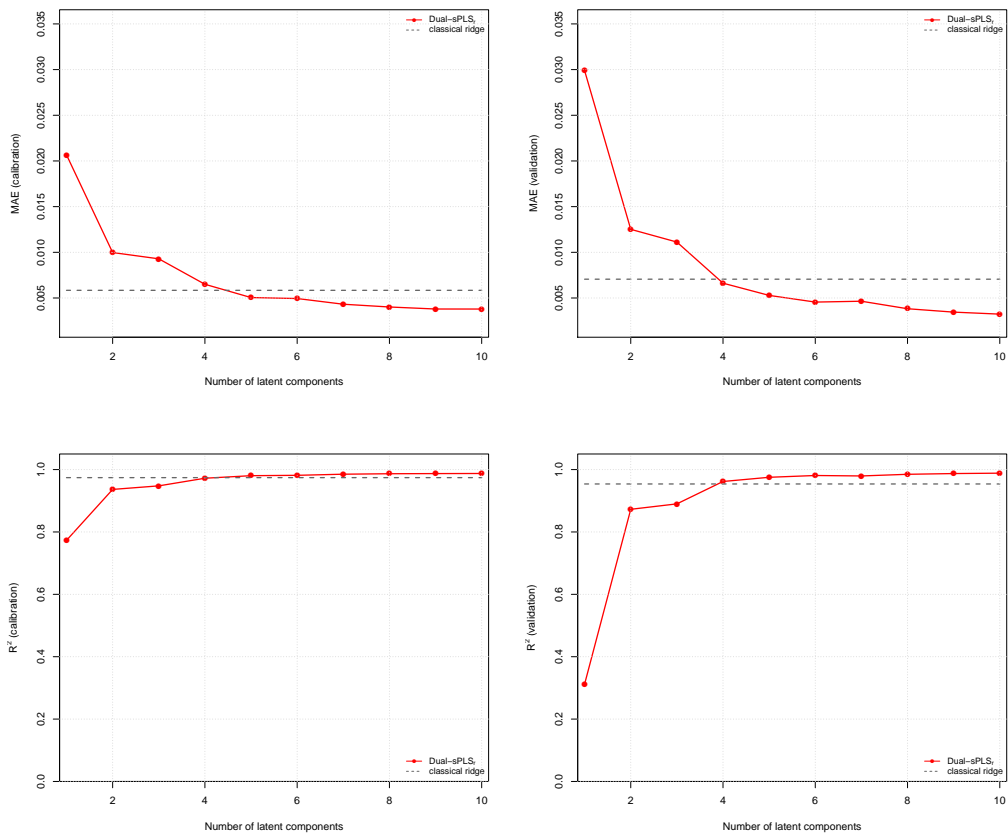 Dual−sPLSr
classical ridge
0.035
0.030
0.025
0.020
0.015
0.010
0.005
MAE (calibration)
2 4 6 8 10
Number of latent components
Dual−sPLSr
classical ridge
0.035
0.030
0.025
0.020
0.015
0.010
0.005
MAE (validation)
2 4 6 8 10
Number of latent components
1.0
0.8
0.6
0.4
0.2
0.0
R² (calibration)
Dual−sPLSr
classical ridge
2 4 6 8 10
Number of latent components
1.0
0.8
0.6
0.4
0.2
0.0
R² (validation)
Dual−sPLSr
classical ridge
2 4 6 8 10
Number of latent components